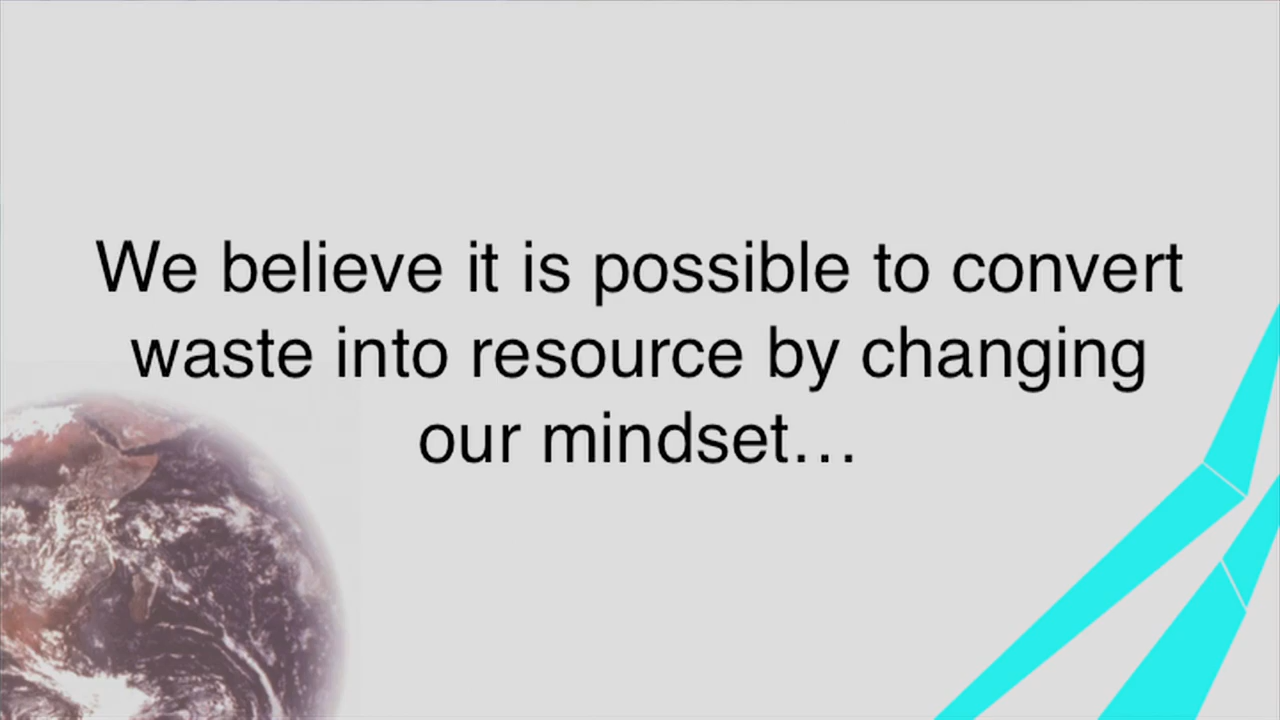 We believe it is possible to convert
waste into resource by changing
our mindset…